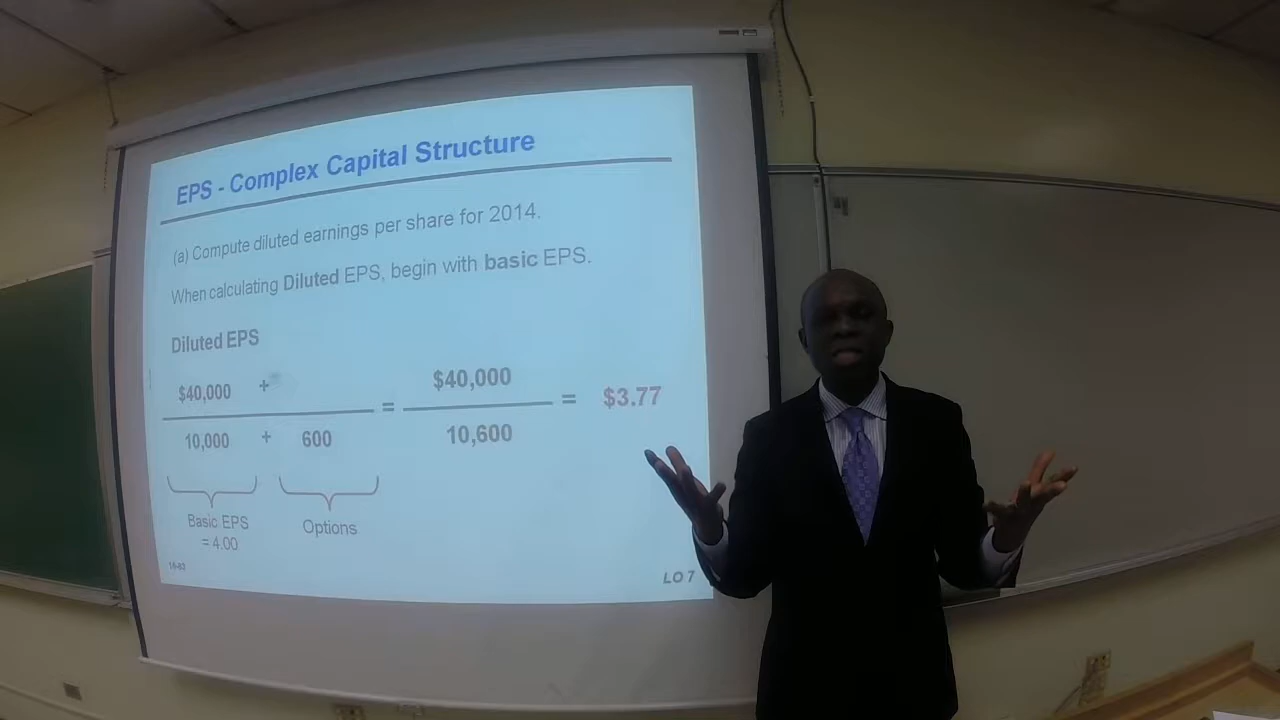 EPS - Complex Capital Structure
(a) Compute diluted earnings per share for 2014.
When calculating Diluted EPS, begin with basic EPS.
Diluted EPS
$40,000 +
10,000 + 600
=
$40,000
10,600
= $3.77
Basic EPS
= 4.00
Options
LO 7